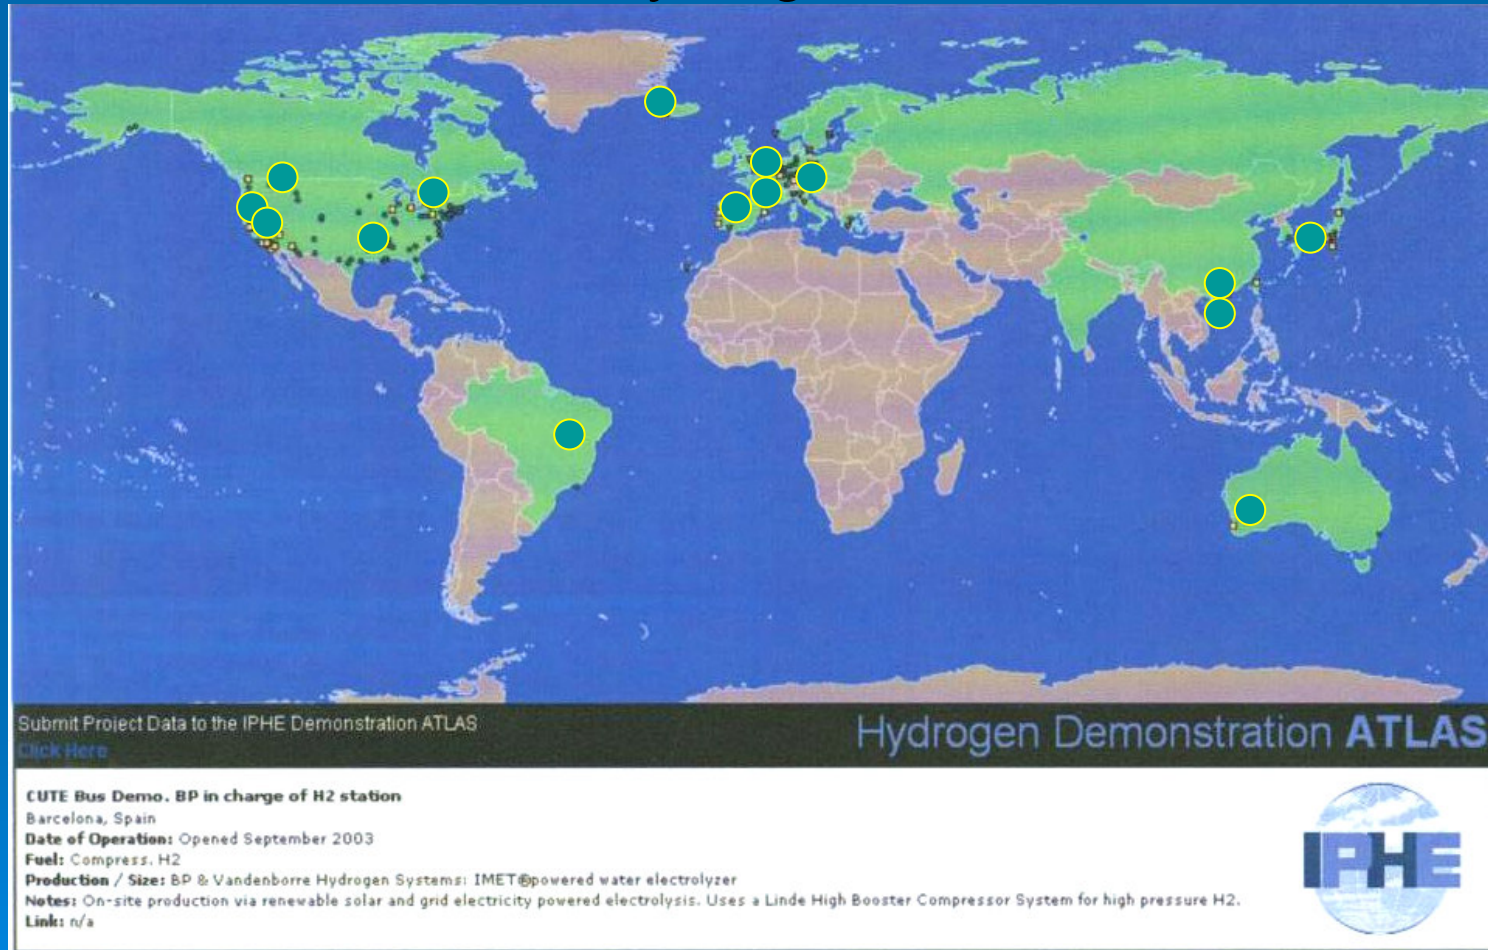 Submit Project Data to the IPHE Demonstration ATLAS
Click Here
Hydrogen Demonstration ATLAS
CUTE Bus Demo. BP in charge of H2 station
Barcelona, Spain
Date of Operation: Opened September 2003
Fuel: Compress. H2
Production / Size: BP & Vandenborre Hydrogen Systems: IMET®powered water electrolyzer
Notes: On-site production via renewable solar and grid electricity powered electrolysis. Uses a Linde High Booster Compressor System for high pressure H2.
Link: n/a
IPHE